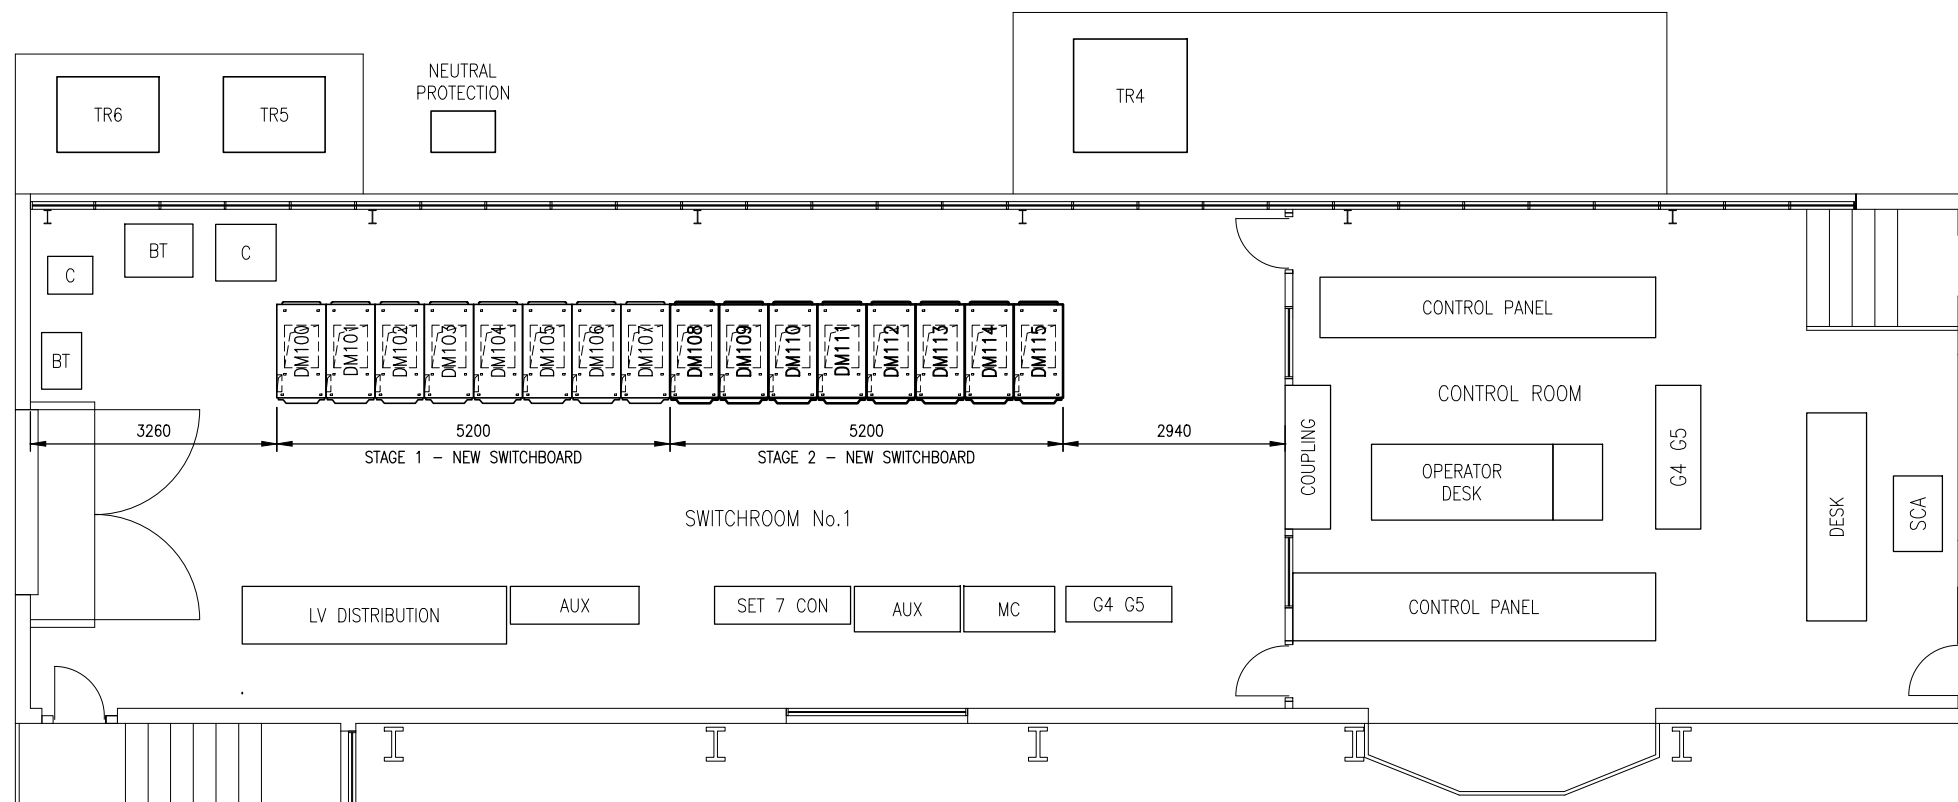 NEUTRAL
PROTECTION
TR6
TR5
TR4
BT
C
C
BT
DM100
DM101
DM102
DM103
DM104
DM105
DM106
DM107
DM108
DM109
DM110
DM111
DM112
DM113
DM114
DM115
CONTROL PANEL
CONTROL ROOM
3260
5200
5200
2940
STAGE 1 - NEW SWITCHBOARD
STAGE 2 - NEW SWITCHBOARD
COUPLING
OPERATOR
DESK
G4 G5
DESK
SCA
SWITCHROOM No.1
LV DISTRIBUTION
AUX
SET 7 CON
AUX
MC
G4 G5
CONTROL PANEL